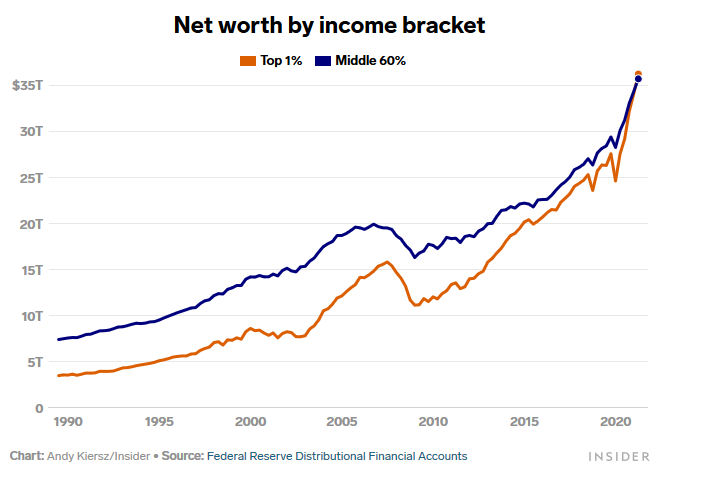 Net worth by income bracket
Top 1% Middle 60%
$35T
30T
25T
20T
15T
10T
5T
0
1990 1995 2000 2005 2010 2015 2020
Chart: Andy Kiersz/Insider • Source: Federal Reserve Distributional Financial Accounts
INSIDER